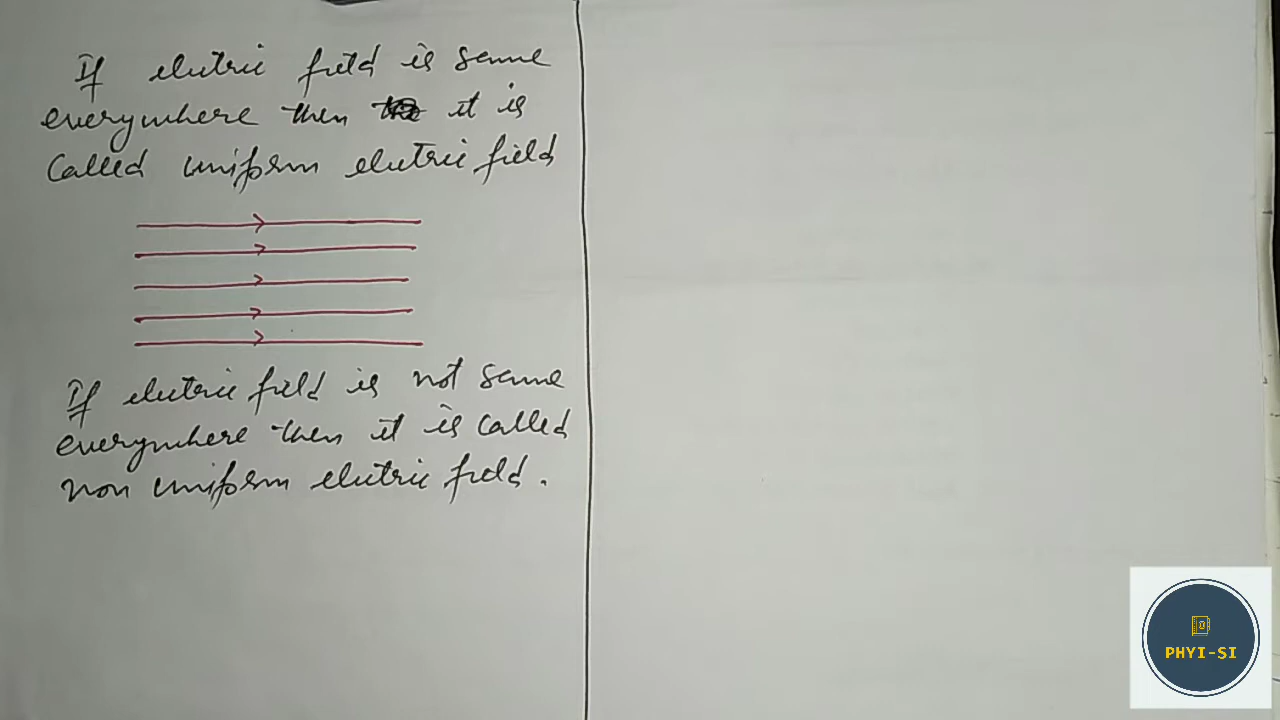 If electric field is same
everywhere then it is
Called uniform electric field
If electric field is not same
everywhere then it is called
non uniform electric field.
PHYI-SI